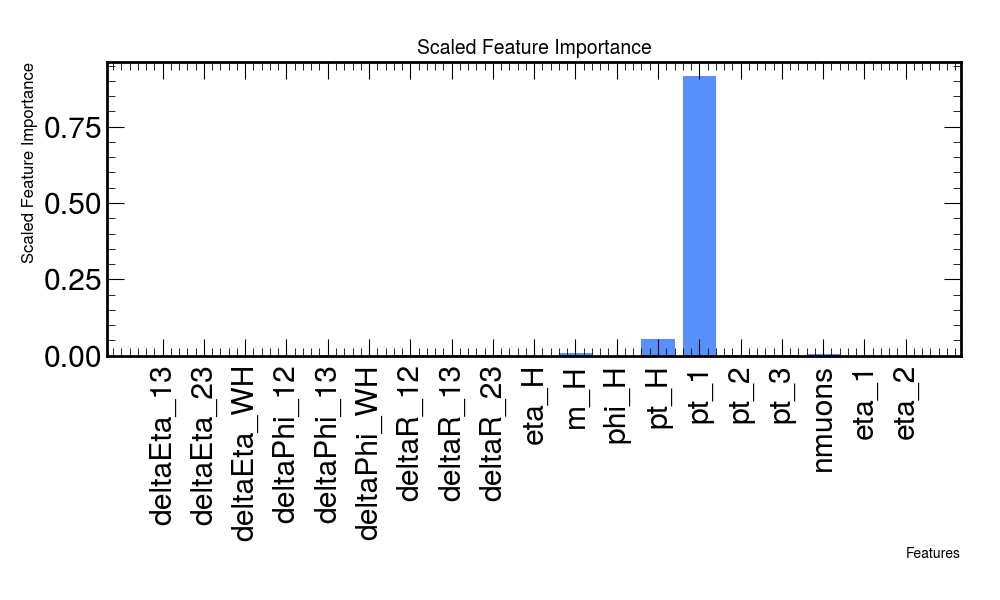 Scaled Feature Importance
Scaled Feature Importance
0.75
0.50
0.25
0.00
deltaEta_13
deltaEta_23
deltaEta_WH
deltaPhi_12
deltaPhi_13
deltaPhi_WH
deltaR_12
deltaR_13
deltaR_23
eta_H
m_H
phi_H
pt_H
pt_1
pt_2
pt_3
nmuons
eta_1
eta_2
Features